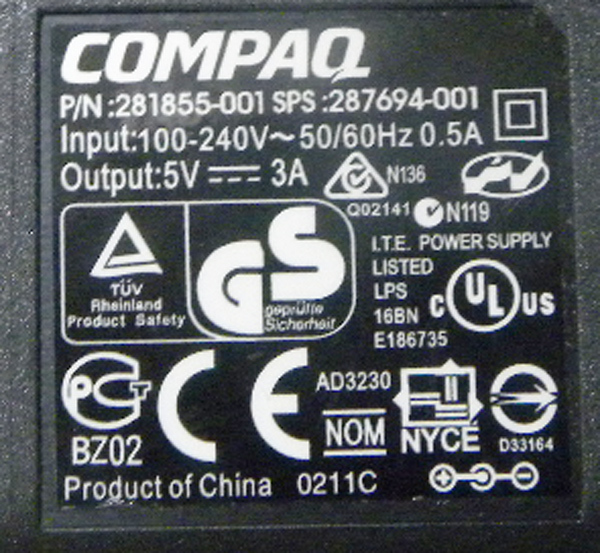 COMPAQ
P/N :281855-001 SPS :287694-001
Input:100-240V~ 50/60Hz 0.5A
Output:5V ⎓ 3A
N136
Q02141 N119
TÜV
Rheinland
Product Safety
GS
geprüfte
Sicherheit
I.T.E. POWER SUPPLY
LISTED
LPS
16BN
E186735
C UL US
PCT
BZ02
CE
AD3230
NOM
NYCE
D33164
Product of China 0211C